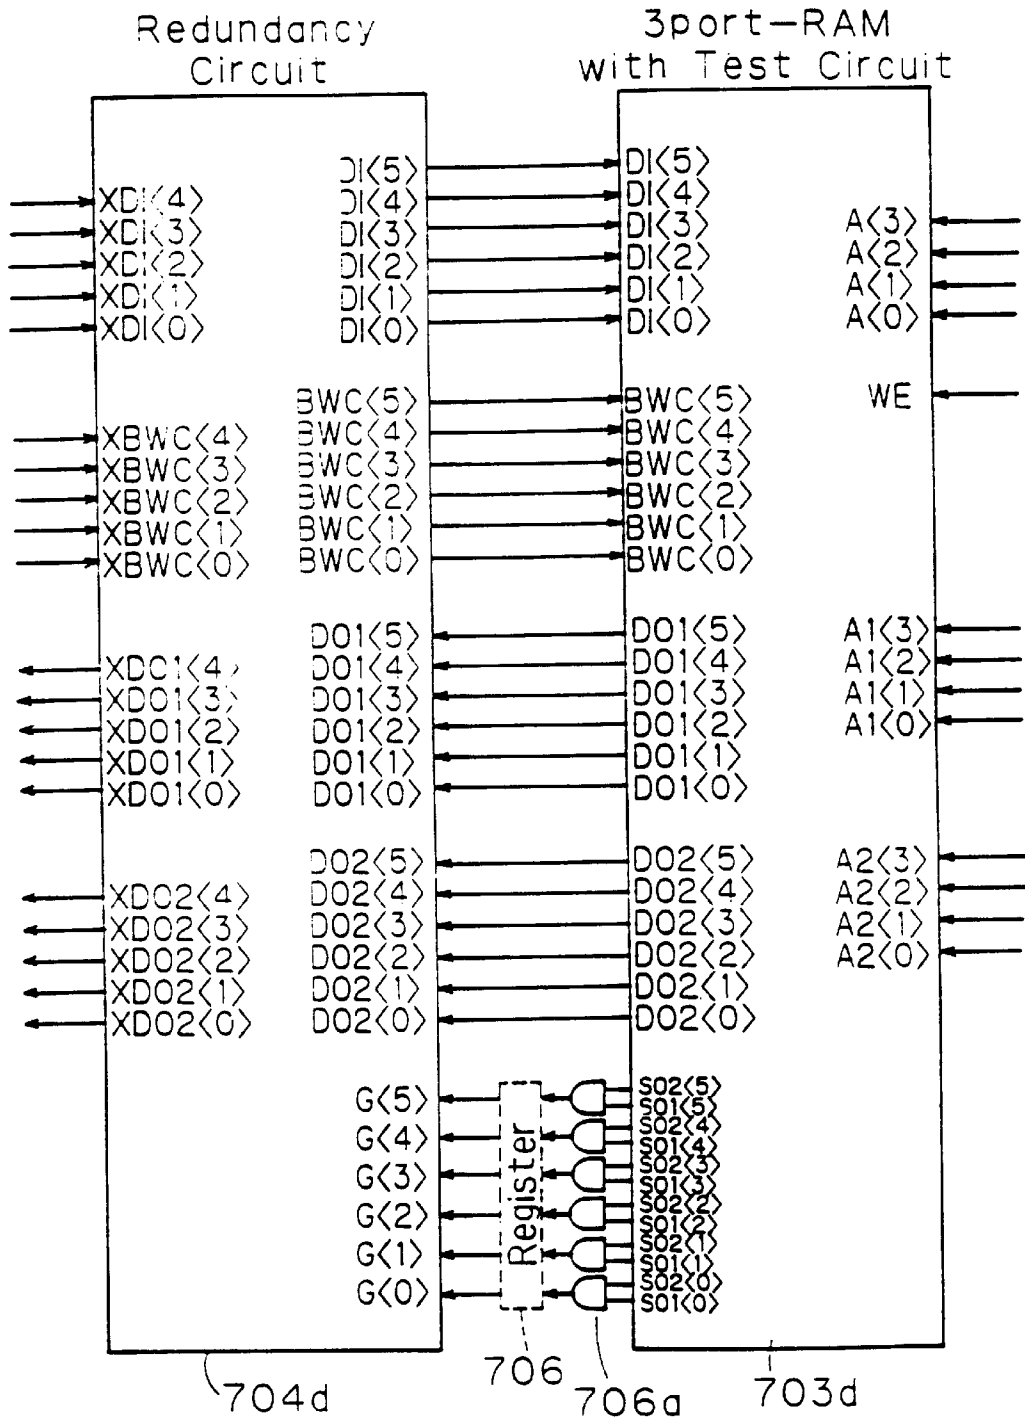 Redundancy
Circuit
3port-RAM
with Test Circuit
XDI<4>
XDI<3>
XDI<2>
XDI<1>
XDI<0>
XBWC<4>
XBWC<3>
XBWC<2>
XBWC<1>
XBWC<0>
XDO1<4>
XDO1<3>
XDO1<2>
XDO1<1>
XDO1<0>
XDO2<4>
XDO2<3>
XDO2<2>
XDO2<1>
XDO2<0>
DI<5>
DI<4>
DI<3>
DI<2>
DI<1>
DI<0>
BWC<5>
BWC<4>
BWC<3>
BWC<2>
BWC<1>
BWC<0>
DO1<5>
DO1<4>
DO1<3>
DO1<2>
DO1<1>
DO1<0>
DO2<5>
DO2<4>
DO2<3>
DO2<2>
DO2<1>
DO2<0>
G<5>
G<4>
G<3>
G<2>
G<1>
G<0>
Register
DI<5>
DI<4>
DI<3>
DI<2>
DI<1>
DI<0>
BWC<5>
BWC<4>
BWC<3>
BWC<2>
BWC<1>
BWC<0>
DO1<5>
DO1<4>
DO1<3>
DO1<2>
DO1<1>
DO1<0>
DO2<5>
DO2<4>
DO2<3>
DO2<2>
DO2<1>
DO2<0>
SO2<5>
SO1<5>
SO2<4>
SO1<4>
SO2<3>
SO1<3>
SO2<2>
SO1<2>
SO2<1>
SO1<1>
SO2<0>
SO1<0>
A<3>
A<2>
A<1>
A<0>
WE
A1<3>
A1<2>
A1<1>
A1<0>
A2<3>
A2<2>
A2<1>
A2<0>
704d
706
706a
703d